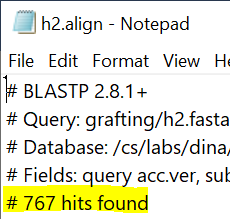 h2.align - Notepad
File Edit Format View
# BLASTP 2.8.1+
# Query: grafting/h2.fasta
# Database: /cs/labs/dina/
# Fields: query acc.ver, sub
# 767 hits found